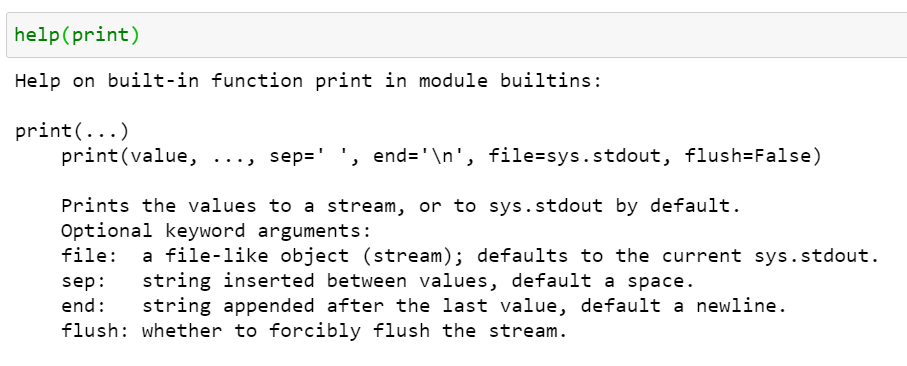 help(print)
Help on built-in function print in module builtins:
print(...)
print(value, ..., sep=' ', end='\n', file=sys.stdout, flush=False)
Prints the values to a stream, or to sys.stdout by default.
Optional keyword arguments:
file:  a file-like object (stream); defaults to the current sys.stdout.
sep:   string inserted between values, default a space.
end:   string appended after the last value, default a newline.
flush: whether to forcibly flush the stream.